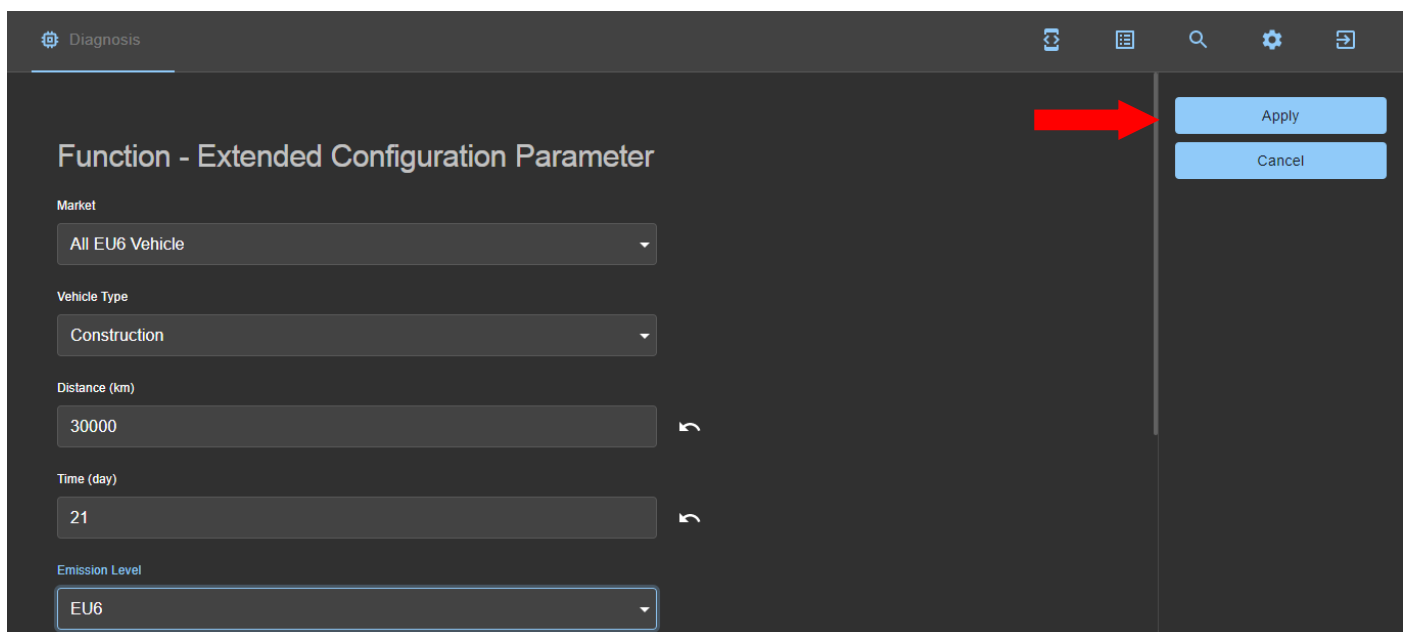 Diagnosis
Function - Extended Configuration Parameter
Market
All EU6 Vehicle
Vehicle Type
Construction
Distance (km)
30000
Time (day)
21
Emission Level
EU6
Apply
Cancel